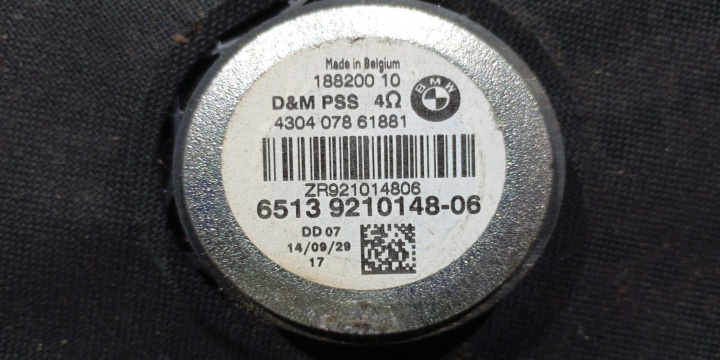 Made in Belgium
188200 10
D&M PSS 4Ω
BMW
4304 078 61881
ZR921014806
6513 9210148-06
DD 07
14/09/29
17